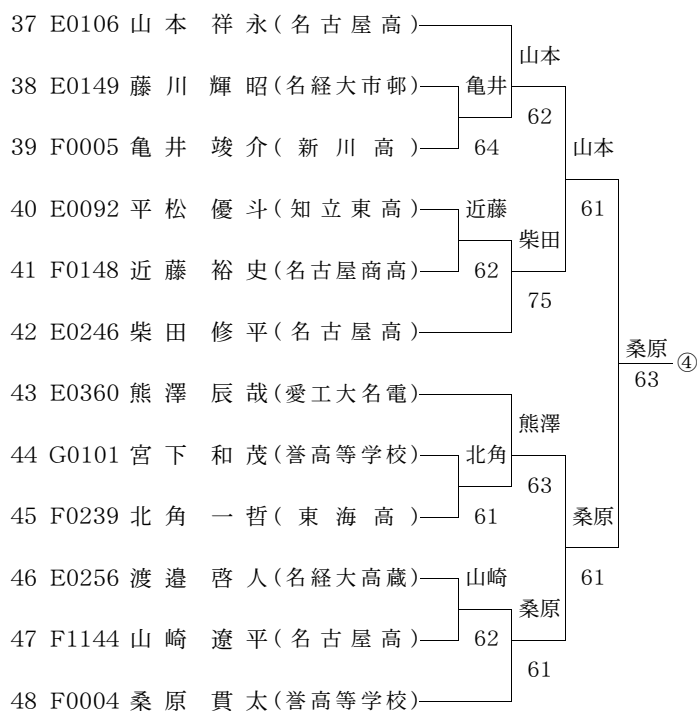 37 E0106 山本 祥永(名古屋高)
山本
38 E0149 藤川 輝昭(名経大市邨)
亀井
62
39 F0005 亀井 竣介(新川高)
64
山本
40 E0092 平松 優斗(知立東高)
近藤
61
柴田
41 F0148 近藤 裕史(名古屋商高)
62
75
42 E0246 柴田 修平(名古屋高)
桑原
④
63
43 E0360 熊澤 辰哉(愛工大名電)
熊澤
44 G0101 宮下 和茂(誉高等学校)
北角
63
45 F0239 北角 一哲(東海高)
61
桑原
46 E0256 渡邉 啓人(名経大高蔵)
山崎
61
桑原
47 F1144 山崎 遼平(名古屋高)
62
61
48 F0004 桑原 貫太(誉高等学校)